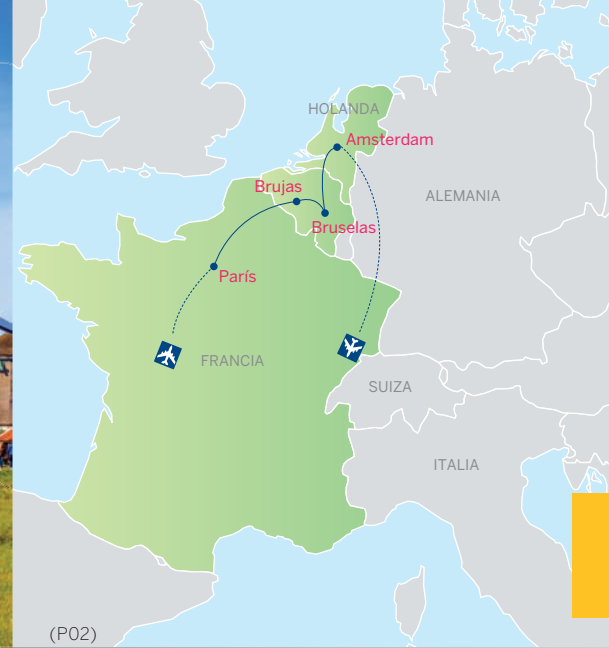 HOLANDA
Amsterdam
Brujas
ALEMANIA
Bruselas
París
FRANCIA
SUIZA
ITALIA
(P02)